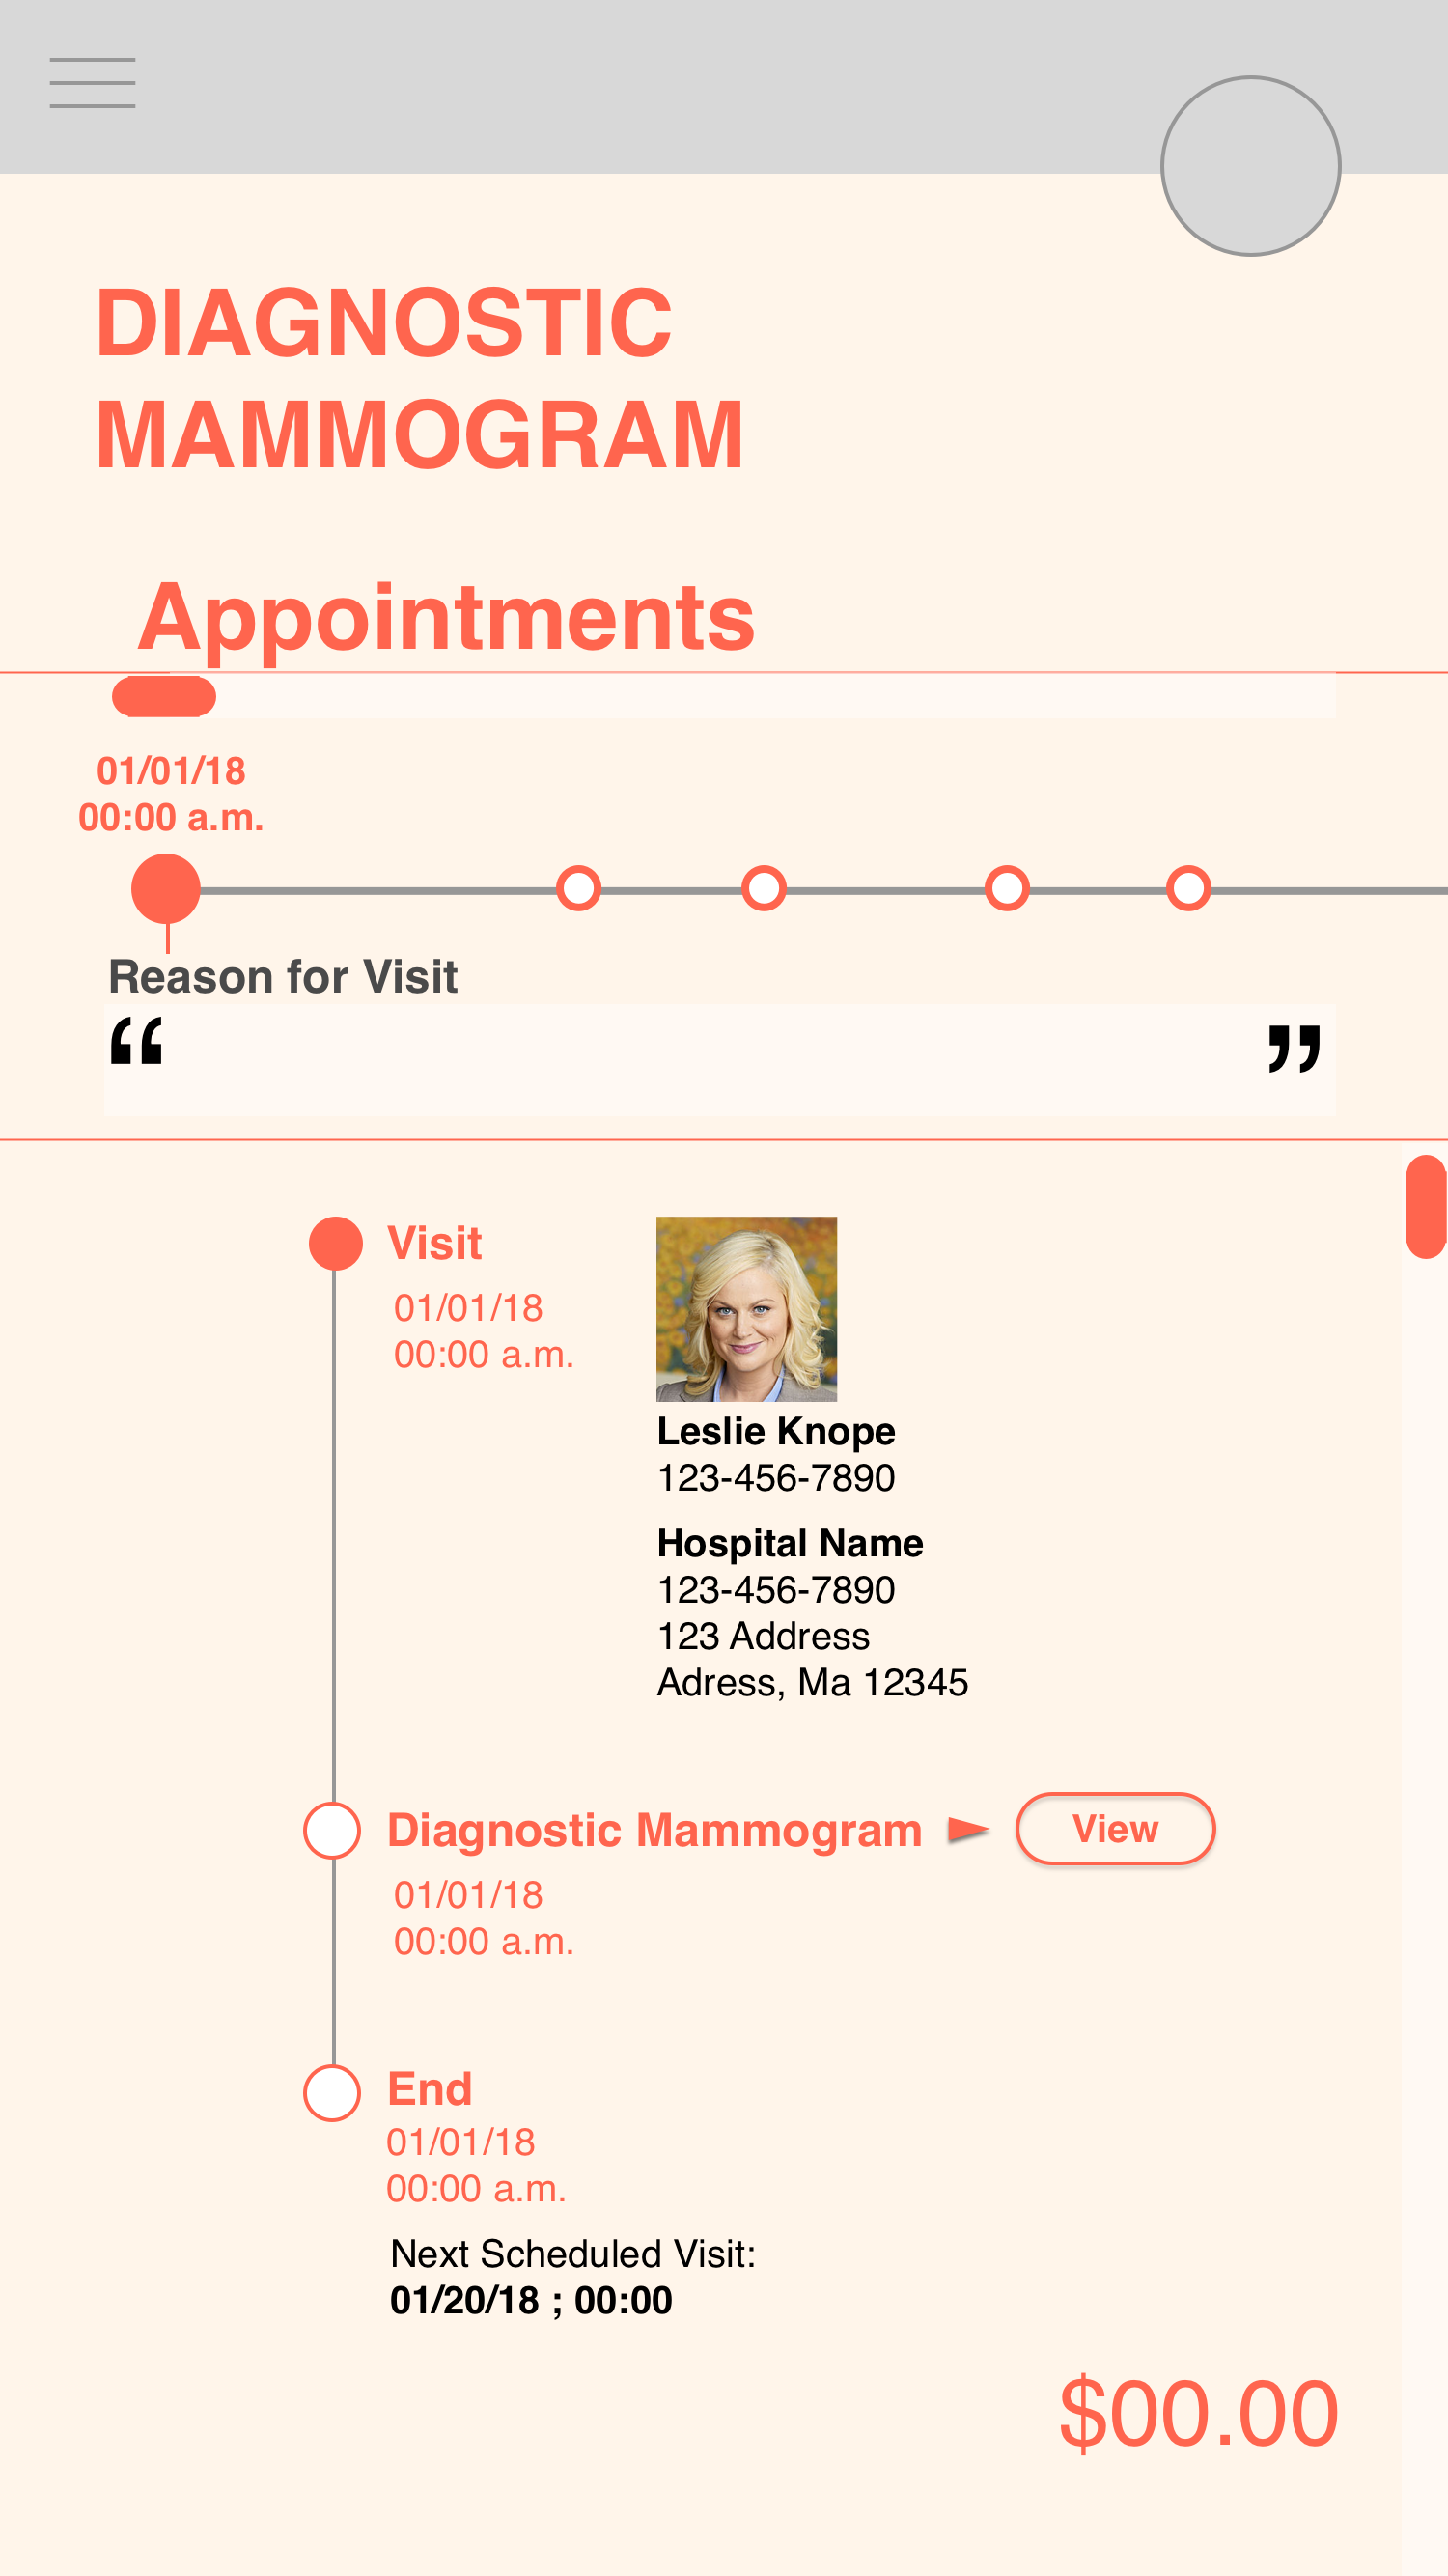 DIAGNOSTIC
MAMMOGRAM
Appointments
01/01/18
00:00 a.m.
Reason for Visit
“ ”
Visit
01/01/18
00:00 a.m.
Leslie Knope
123-456-7890
Hospital Name
123-456-7890
123 Address
Adress, Ma 12345
Diagnostic Mammogram View
01/01/18
00:00 a.m.
End
01/01/18
00:00 a.m.
Next Scheduled Visit:
01/20/18 ; 00:00
$00.00